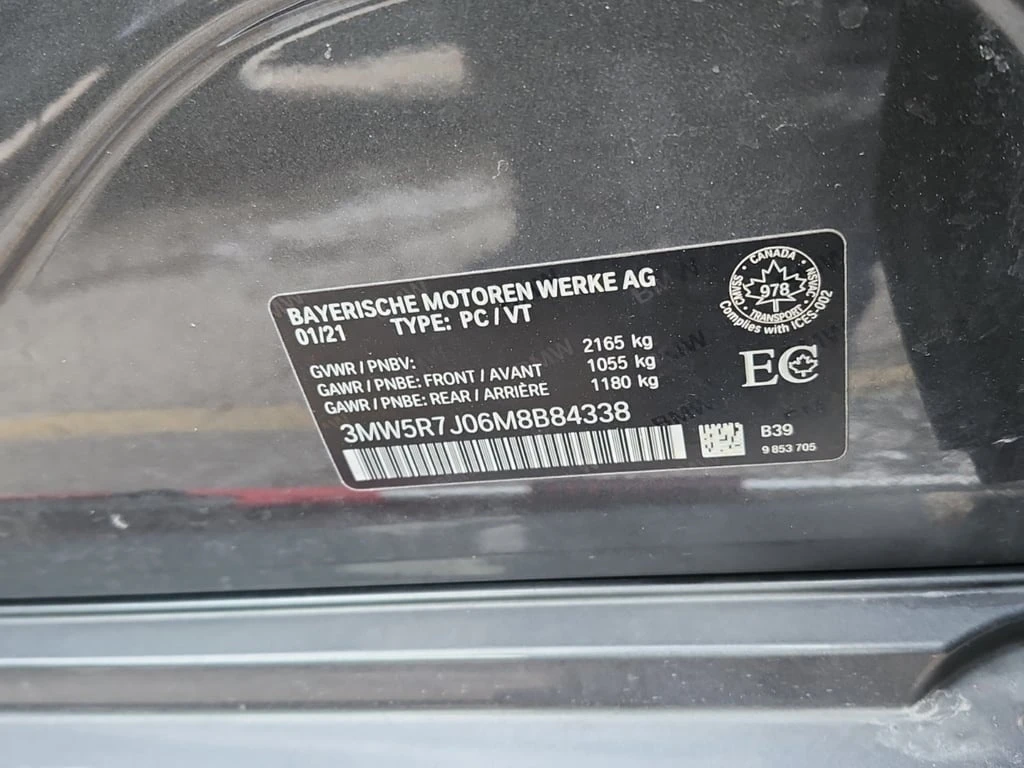 BAYERISCHE MOTOREN WERKE AG
01/21 TYPE: PC / VT
GVWR / PNBV: 2165 kg
GAWR / PNBE: FRONT / AVANT 1055 kg
GAWR / PNBE: REAR / ARRIÈRE 1180 kg
3MW5R7J06M8B84338
CANADA
SVMNC
978
NVSMAC
TRANSPORT
Complies with ICES-002
EC
B39
9 853 705